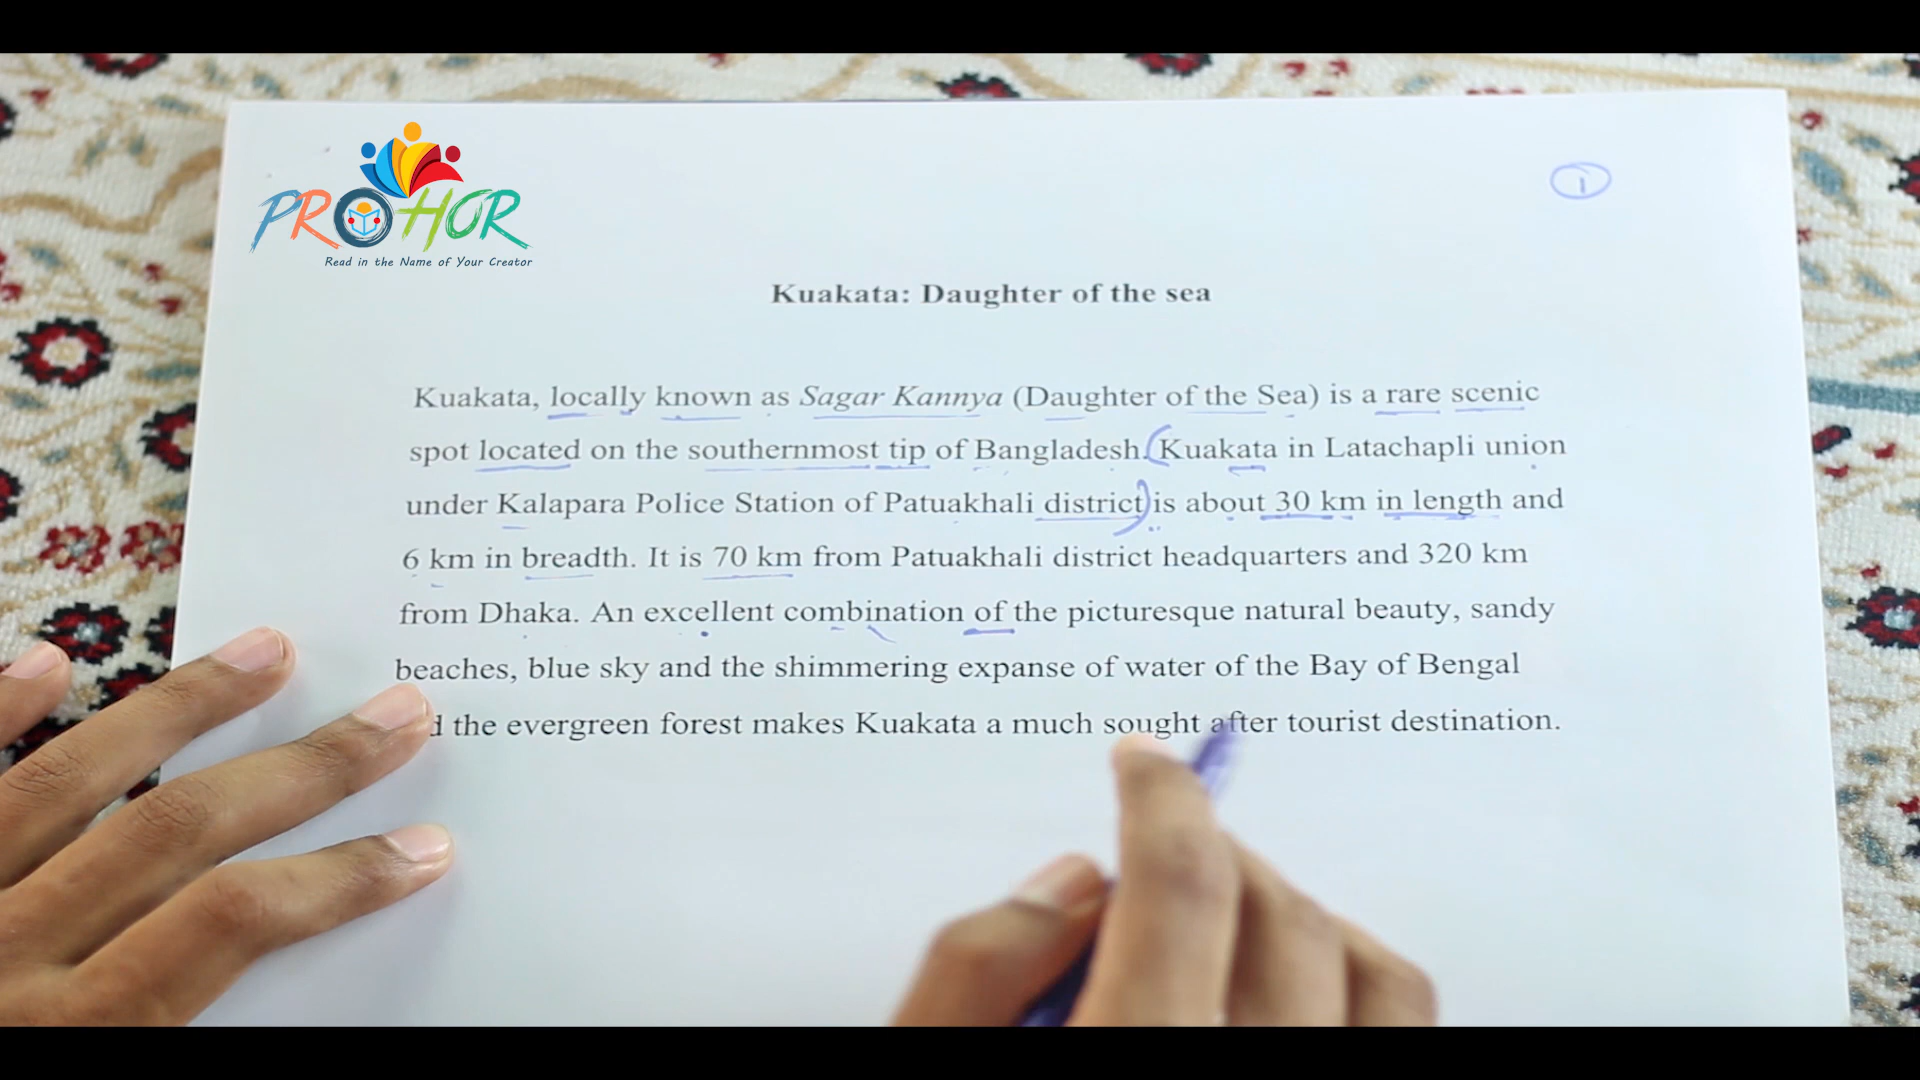 PROHOR
Read in the Name of Your Creator
1
Kuakata: Daughter of the sea
Kuakata, locally known as Sagar Kannya (Daughter of the Sea) is a rare scenic
spot located on the southernmost tip of Bangladesh. Kuakata in Latachapli union
under Kalapara Police Station of Patuakhali district is about 30 km in length and
6 km in breadth. It is 70 km from Patuakhali district headquarters and 320 km
from Dhaka. An excellent combination of the picturesque natural beauty, sandy
beaches, blue sky and the shimmering expanse of water of the Bay of Bengal
the evergreen forest makes Kuakata a much sought after tourist destination.